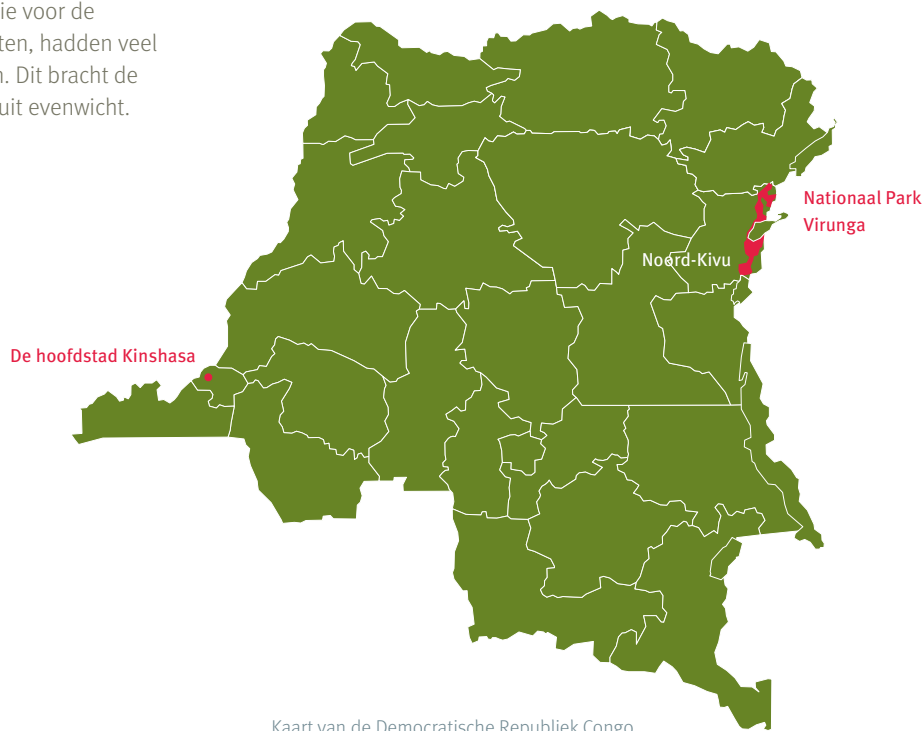 ie voor de
ten, hadden veel
n. Dit bracht de
uit evenwicht.
Nationaal Park
Virunga
Noord-Kivu
De hoofdstad Kinshasa
Kaart van de Democratische Republiek Congo